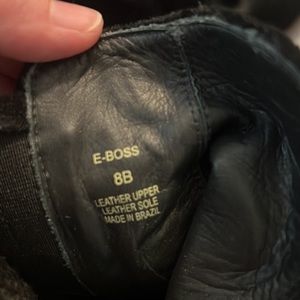 E-BOSS
8B
LEATHER UPPER
LEATHER SOLE
MADE IN BRAZIL